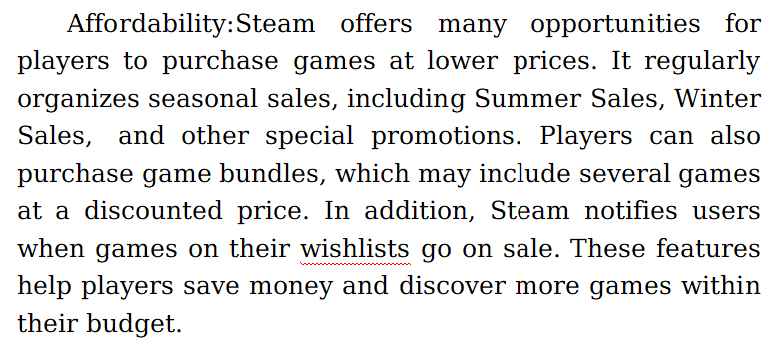 Affordability:Steam offers many opportunities for
players to purchase games at lower prices. It regularly
organizes seasonal sales, including Summer Sales, Winter
Sales, and other special promotions. Players can also
purchase game bundles, which may include several games
at a discounted price. In addition, Steam notifies users
when games on their wishlists go on sale. These features
help players save money and discover more games within
their budget.